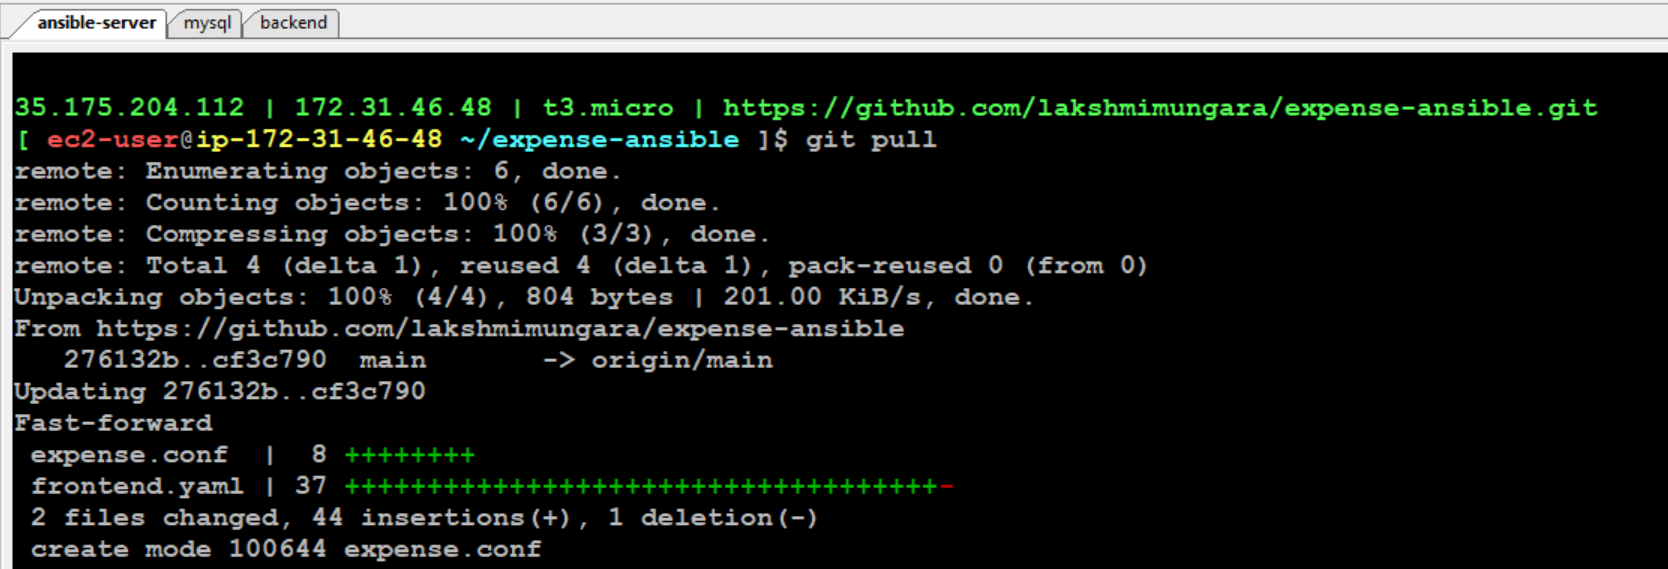 ansible-server mysql backend
35.175.204.112 | 172.31.46.48 | t3.micro | https://github.com/lakshmimungara/expense-ansible.git
[ ec2-user@ip-172-31-46-48 ~/expense-ansible ]$ git pull
remote: Enumerating objects: 6, done.
remote: Counting objects: 100% (6/6), done.
remote: Compressing objects: 100% (3/3), done.
remote: Total 4 (delta 1), reused 4 (delta 1), pack-reused 0 (from 0)
Unpacking objects: 100% (4/4), 804 bytes | 201.00 KiB/s, done.
From https://github.com/lakshmimungara/expense-ansible
   276132b..cf3c790  main       -> origin/main
Updating 276132b..cf3c790
Fast-forward
 expense.conf  |  8 ++++++++
 frontend.yaml | 37 ++++++++++++++++++++++++++++++++++++-
 2 files changed, 44 insertions(+), 1 deletion(-)
 create mode 100644 expense.conf